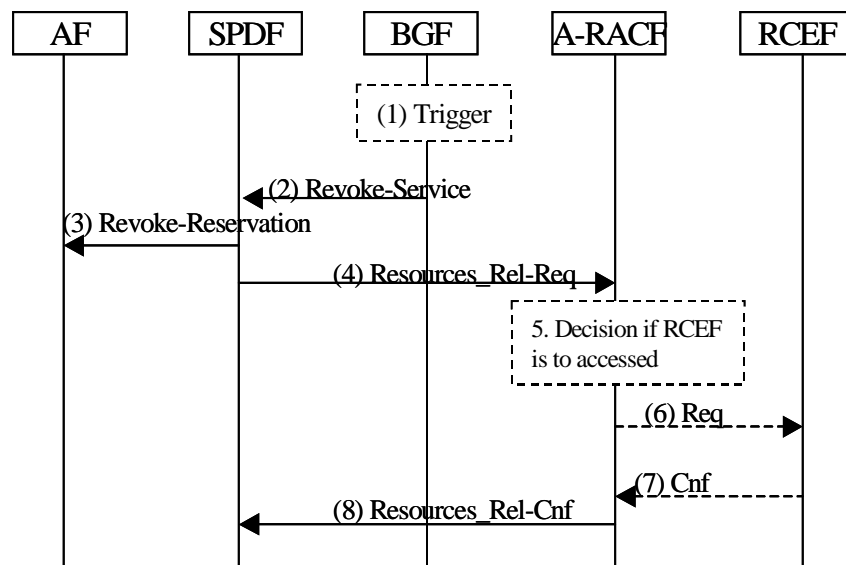 AF
SPDF
BGF
A-RACF
RCEF
(1) Trigger
(2) Revoke-Service
(3) Revoke-Reservation
(4) Resources_Rel-Req
5. Decision if RCEF
is to accessed
(6) Req
(7) Cnf
(8) Resources_Rel-Cnf